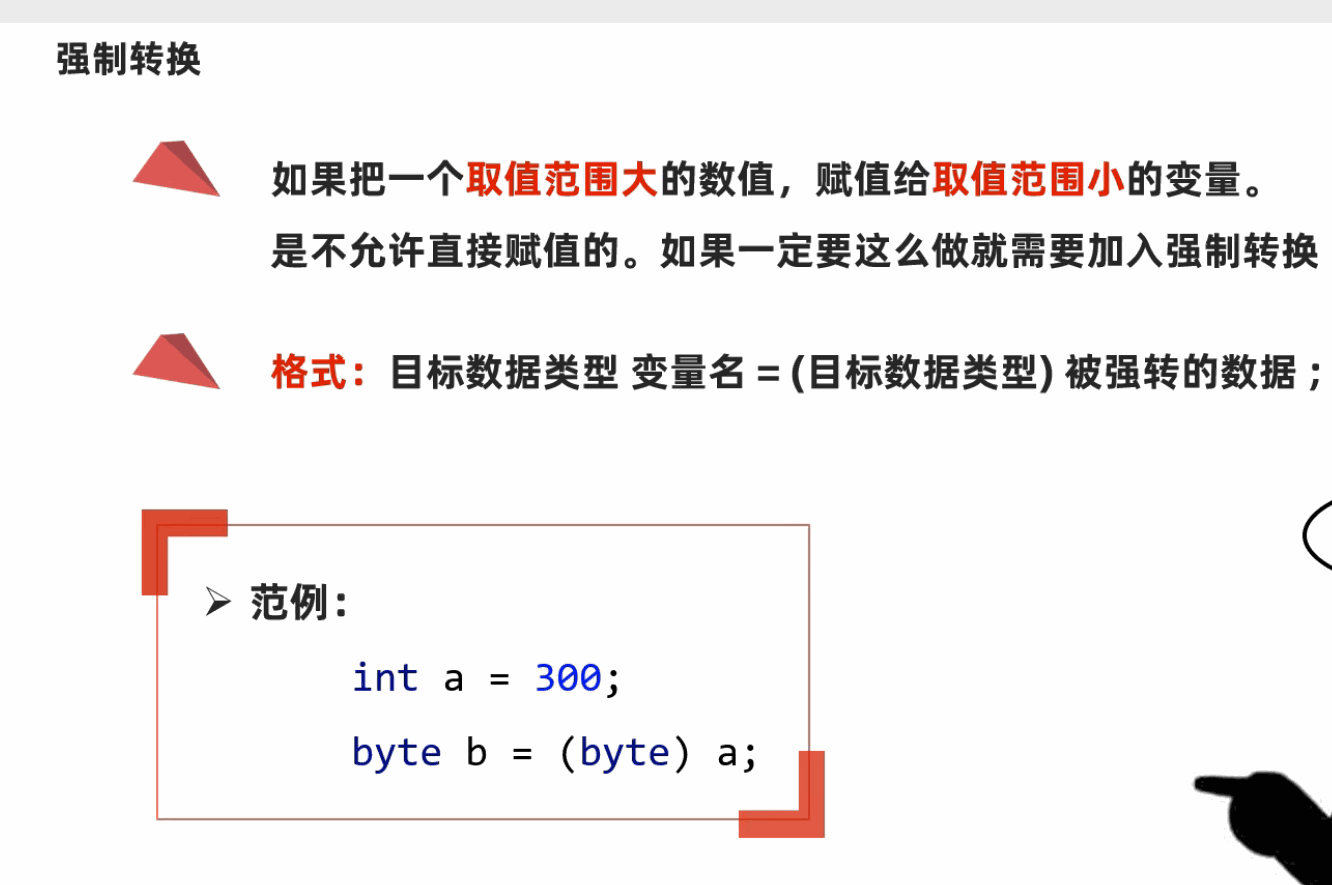 强制转换
如果把一个取值范围大的数值，赋值给取值范围小的变量。
是不允许直接赋值的。如果一定要这么做就需要加入强制转换
格式：目标数据类型 变量名 = (目标数据类型) 被强转的数据 ;
➢ 范例：
int a = 300;
byte b = (byte) a;